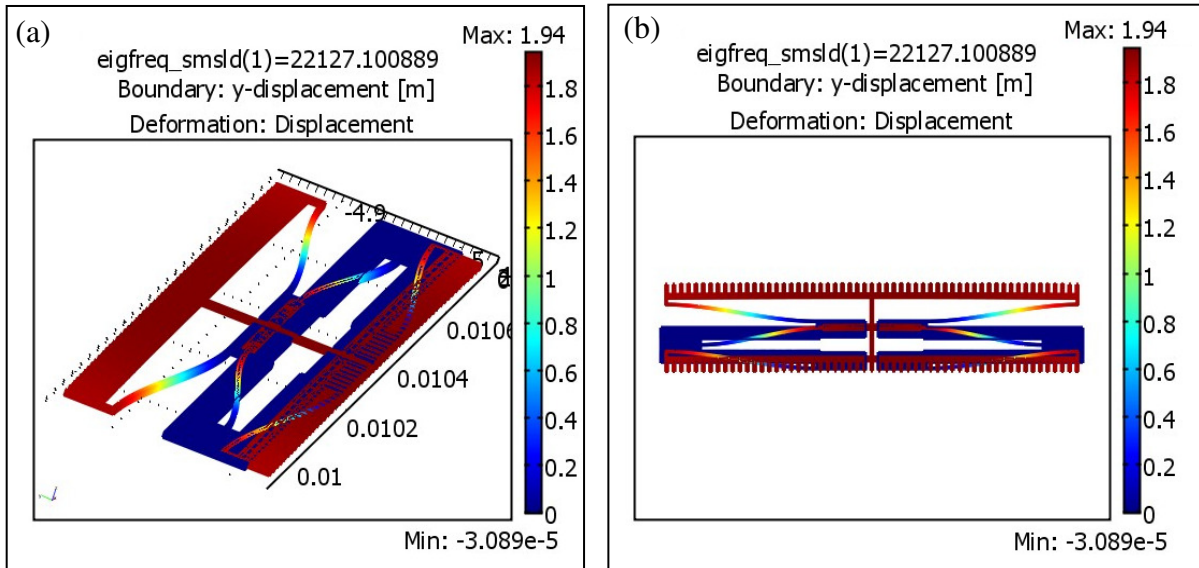 (a)
Max: 1.94
eigfreq_smsld(1)=22127.100889
Boundary: y-displacement [m]
Deformation: Displacement
1.8
1.6
1.4
1.2
1
0.8
0.6
0.4
0.2
0
-4.9
0.0106
0.0104
0.0102
0.01
Min: -3.089e-5
(b)
Max: 1.94
eigfreq_smsld(1)=22127.100889
Boundary: y-displacement [m]
Deformation: Displacement
1.8
1.6
1.4
1.2
1
0.8
0.6
0.4
0.2
0
Min: -3.089e-5